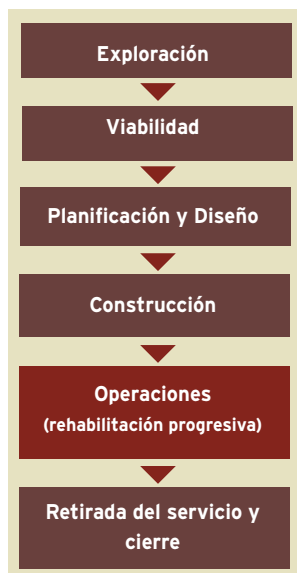 Exploración
Viabilidad
Planificación y Diseño
Construcción
Operaciones
(rehabilitación progresiva)
Retirada del servicio y
cierre